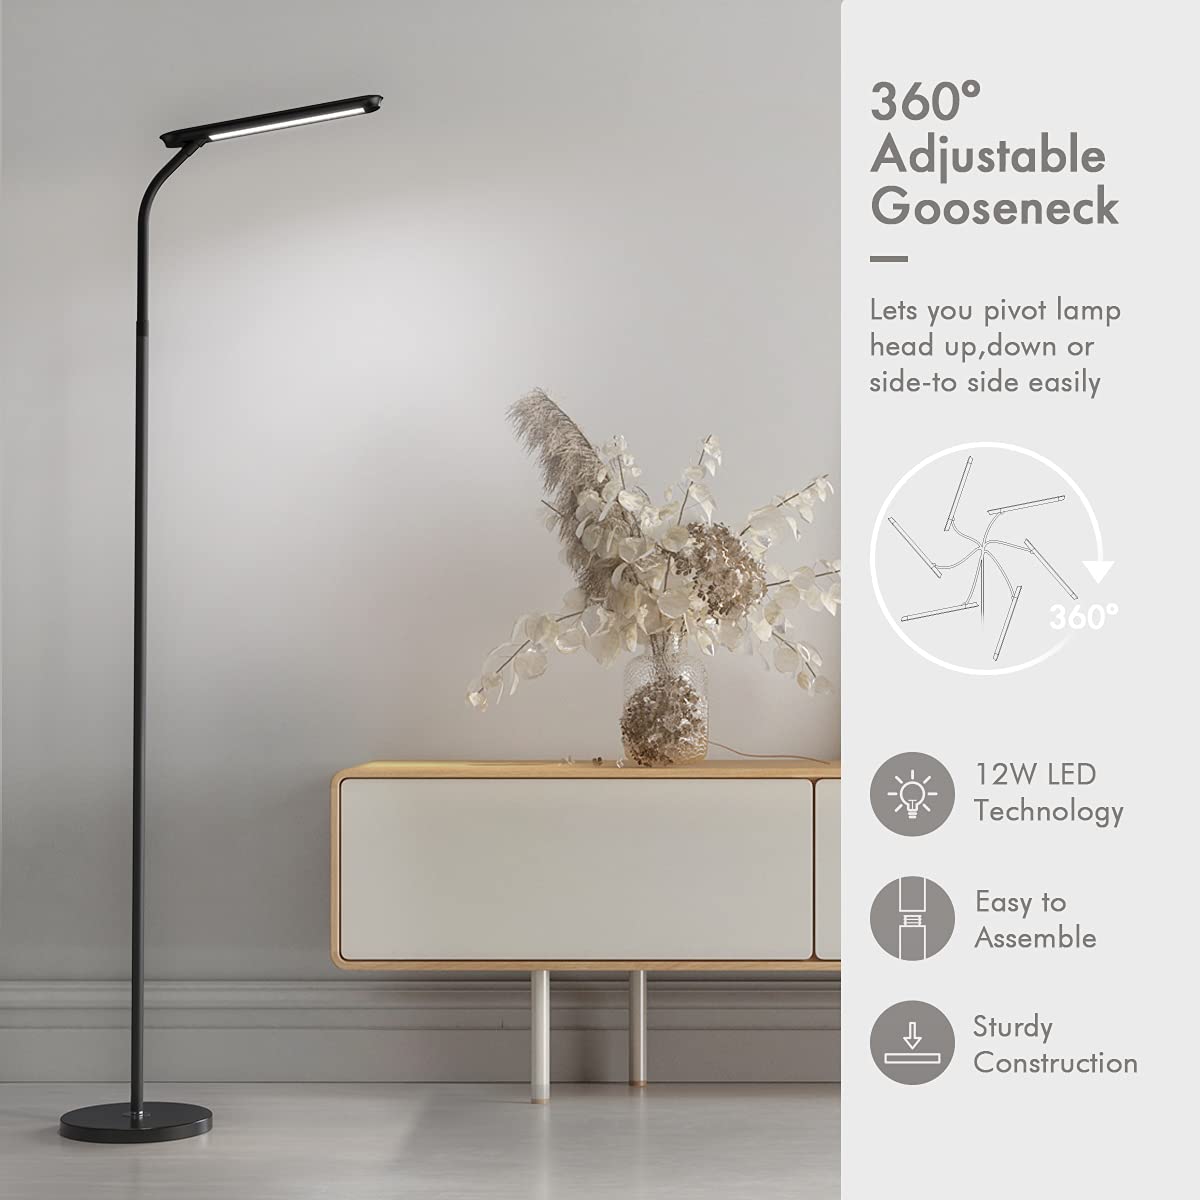 360°
Adjustable
Gooseneck
Lets you pivot lamp
head up,down or
side-to side easily
360°
12W LED
Technology
Easy to
Assemble
Sturdy
Construction